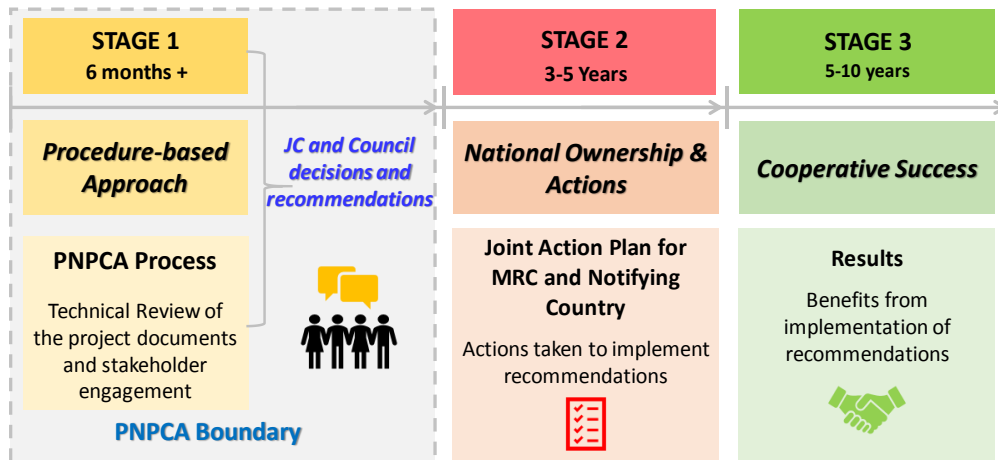 STAGE 1
6 months +
Procedure-based
Approach
PNPCA Process
Technical Review of
the project documents
and stakeholder
engagement
JC and Council
decisions and
recommendations
PNPCA Boundary
STAGE 2
3-5 Years
National Ownership &
Actions
Joint Action Plan for
MRC and Notifying
Country
Actions taken to implement
recommendations
STAGE 3
5-10 years
Cooperative Success
Results
Benefits from
implementation of
recommendations